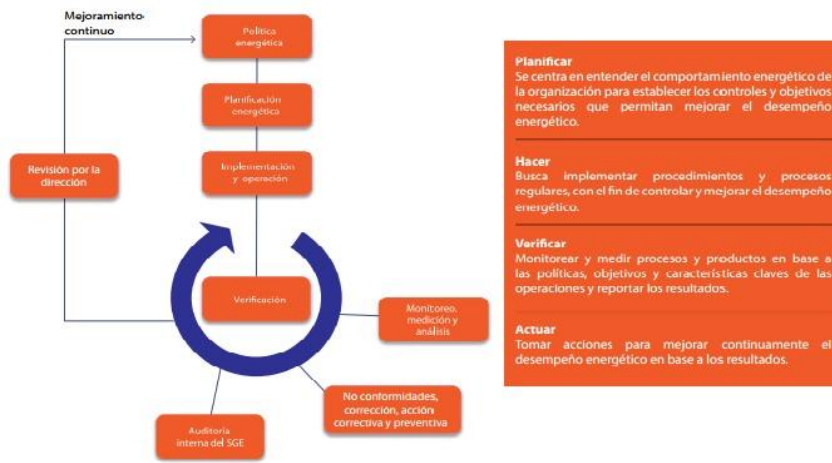 Mejoramiento
continuo
Política
energética
Planificación
energética
Implementación
y operación
Revisión por la
dirección
Verificación
Monitoreo,
medición y
análisis
No conformidades,
corrección, acción
correctiva y preventiva
Auditoría
interna del SGE
Planificar
Se centra en entender el comportamiento energético de
la organización para establecer los controles y objetivos
necesarios que permitan mejorar el desempeño
energético.
Hacer
Busca implementar procedimientos y procesos
regulares, con el fin de controlar y mejorar el desempeño
energético.
Verificar
Monitorear y medir procesos y productos en base a
las políticas, objetivos y características claves de las
operaciones y reportar los resultados.
Actuar
Tomar acciones para mejorar continuamente el
desempeño energético en base a los resultados.